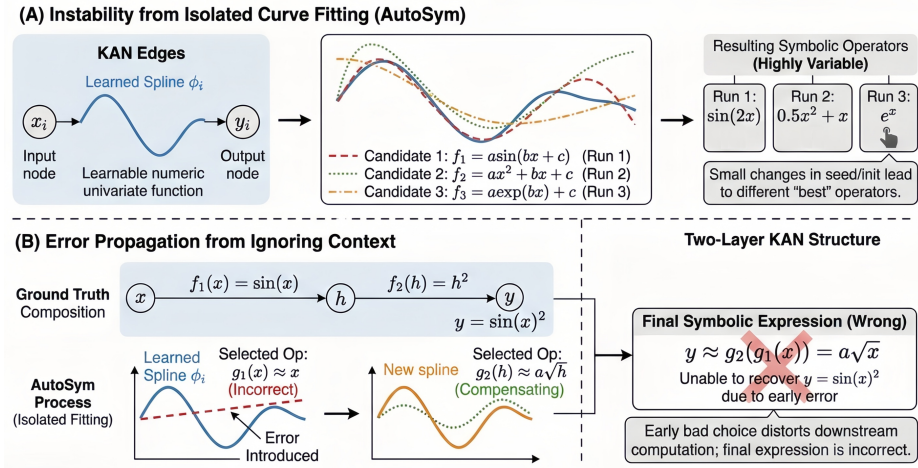 (A) Instability from Isolated Curve Fitting (AutoSym)
KAN Edges
Learned Spline ϕᵢ
xᵢ
yᵢ
Input
node
Learnable numeric
univariate function
Output
node
Candidate 1: f₁ = asin(bx + c) (Run 1)
Candidate 2: f₂ = ax² + bx + c (Run 2)
Candidate 3: f₃ = aexp(bx) + c (Run 3)
Resulting Symbolic Operators
(Highly Variable)
Run 1:
sin(2x)
Run 2:
0.5x² + x
Run 3:
eˣ
Small changes in seed/init lead
to different “best” operators.
(B) Error Propagation from Ignoring Context
Ground Truth
Composition
x
f₁(x) = sin(x)
h
f₂(h) = h²
y
y = sin(x)²
AutoSym
Process
(Isolated Fitting)
Learned
Spline ϕᵢ
Selected Op:
g₁(x) ≈ x
(Incorrect)
Error
Introduced
New spline
Selected Op:
g₂(h) ≈ a√h
(Compensating)
Two-Layer KAN Structure
Final Symbolic Expression (Wrong)
y ≈ g₂(g₁(x)) = a√x
Unable to recover y = sin(x)²
due to early error
Early bad choice distorts downstream
computation; final expression is incorrect.